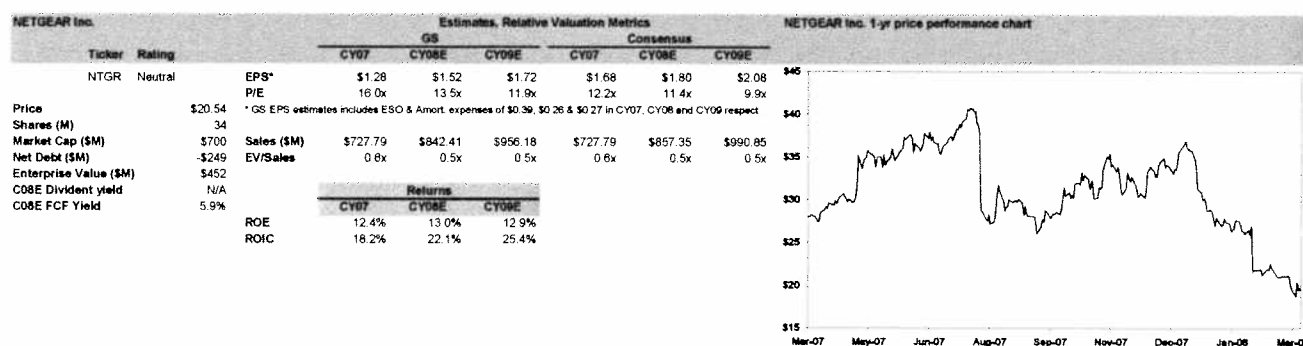 NETGEAR Inc.
Estimates, Relative Valuation Metrics
GS Consensus
Ticker Rating CY07 CY08E CY09E CY07 CY08E CY09E
NTGR Neutral EPS* $1.28 $1.52 $1.72 $1.68 $1.80 $2.08
P/E 16.0x 13.5x 11.9x 12.2x 11.4x 9.9x
Price $20.54 * GS EPS estimates includes ESO & Amort. expenses of $0.39, $0.26 & $0.27 in CY07, CY08 and CY09 respect
Shares (M) 34
Market Cap ($M) $700 Sales ($M) $727.79 $842.41 $956.18 $727.79 $857.35 $990.85
Net Debt ($M) -$249 EV/Sales 0.6x 0.5x 0.5x 0.6x 0.5x 0.5x
Enterprise Value ($M) $452
C08E Divident yield N/A Returns
C08E FCF Yield 5.9% CY07 CY08E CY09E
ROE 12.4% 13.0% 12.9%
ROIC 18.2% 22.1% 25.4%
NETGEAR Inc. 1-yr price performance chart
$45
$40
$35
$30
$25
$20
$15
Mar-07 May-07 Jun-07 Aug-07 Sep-07 Nov-07 Dec-07 Jan-08 Mar-0